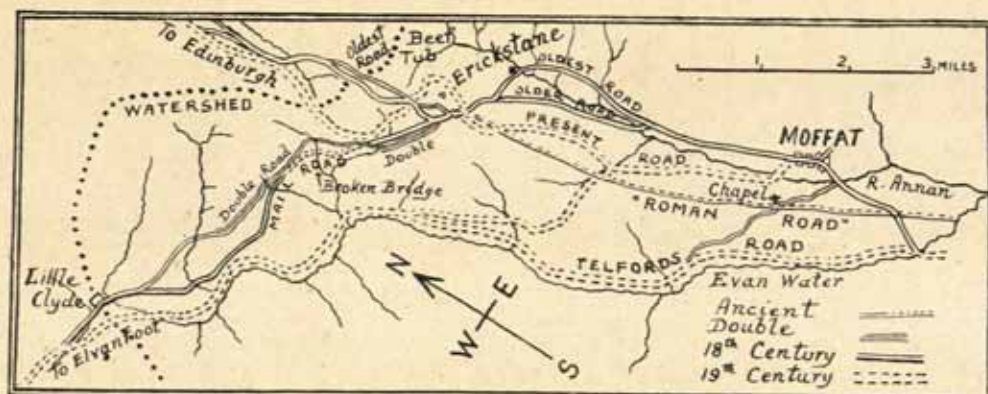 To Edinburgh
Oldest Road
Beef Tub
Erickstane
OLDEST ROAD
OLDER ROAD
1, 2, 3, MILES
WATERSHED
PRESENT ROAD
MOFFAT
Double
Double Road
MAIL ROAD
Broken Bridge
Chapel
R. Annan
"ROMAN ROAD"
TELFORDS ROAD
Evan Water
Little Clyde
To Elvanfoot
N
E
W
S
Ancient
Double
18th Century
19th Century